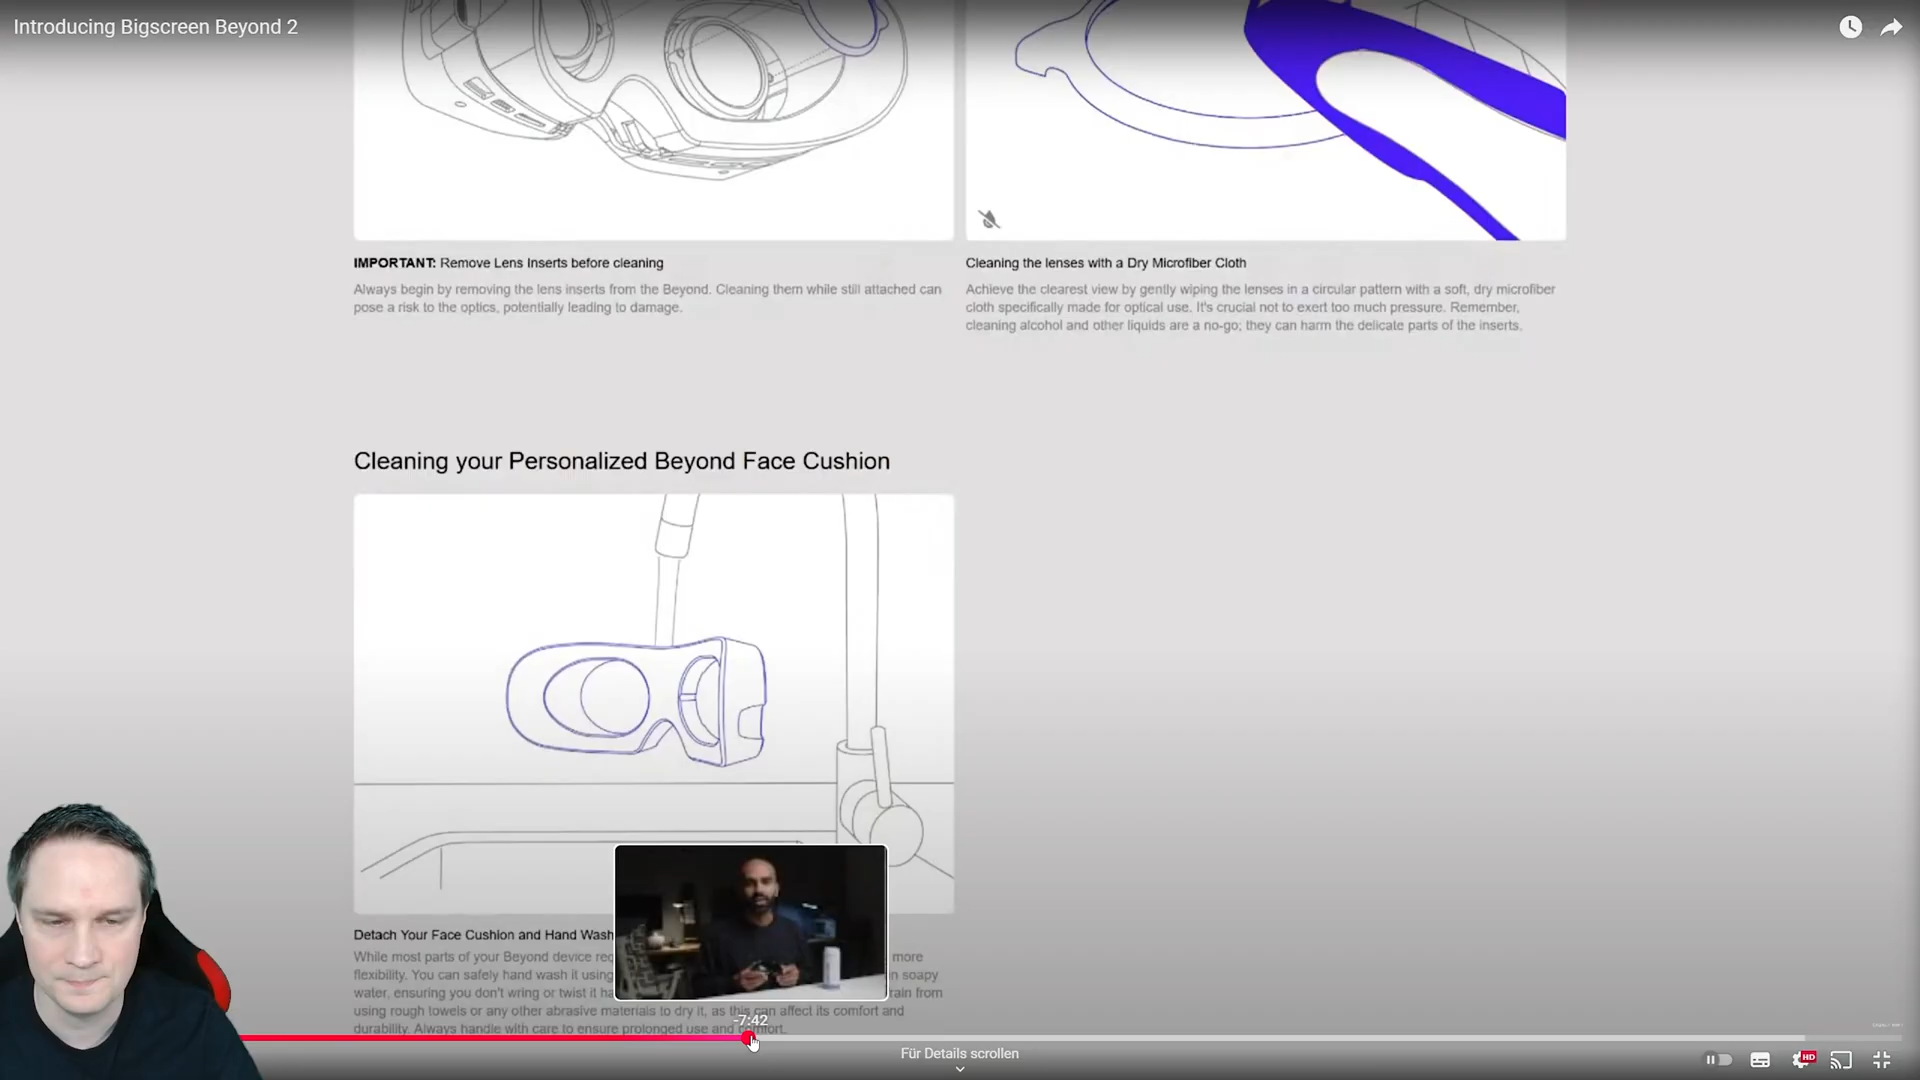 Introducing Bigscreen Beyond 2
IMPORTANT: Remove Lens Inserts before cleaning
Always begin by removing the lens inserts from the Beyond. Cleaning them while still attached can
pose a risk to the optics, potentially leading to damage.
Cleaning the lenses with a Dry Microfiber Cloth
Achieve the clearest view by gently wiping the lenses in a circular pattern with a soft, dry microfiber
cloth specifically made for optical use. It's crucial not to exert too much pressure. Remember,
cleaning alcohol and other liquids are a no-go; they can harm the delicate parts of the inserts.
Cleaning your Personalized Beyond Face Cushion
Detach Your Face Cushion and Hand Wash
While most parts of your Beyond device more
flexibility. You can safely hand wash it using soapy
water, ensuring you don't wring or twist it from
using rough towels or any other abrasive materials to dry it, as this can affect its comfort and
durability. Always handle with care to ensure prolonged use and comfort.
-7:42
Für Details scrollen
HD